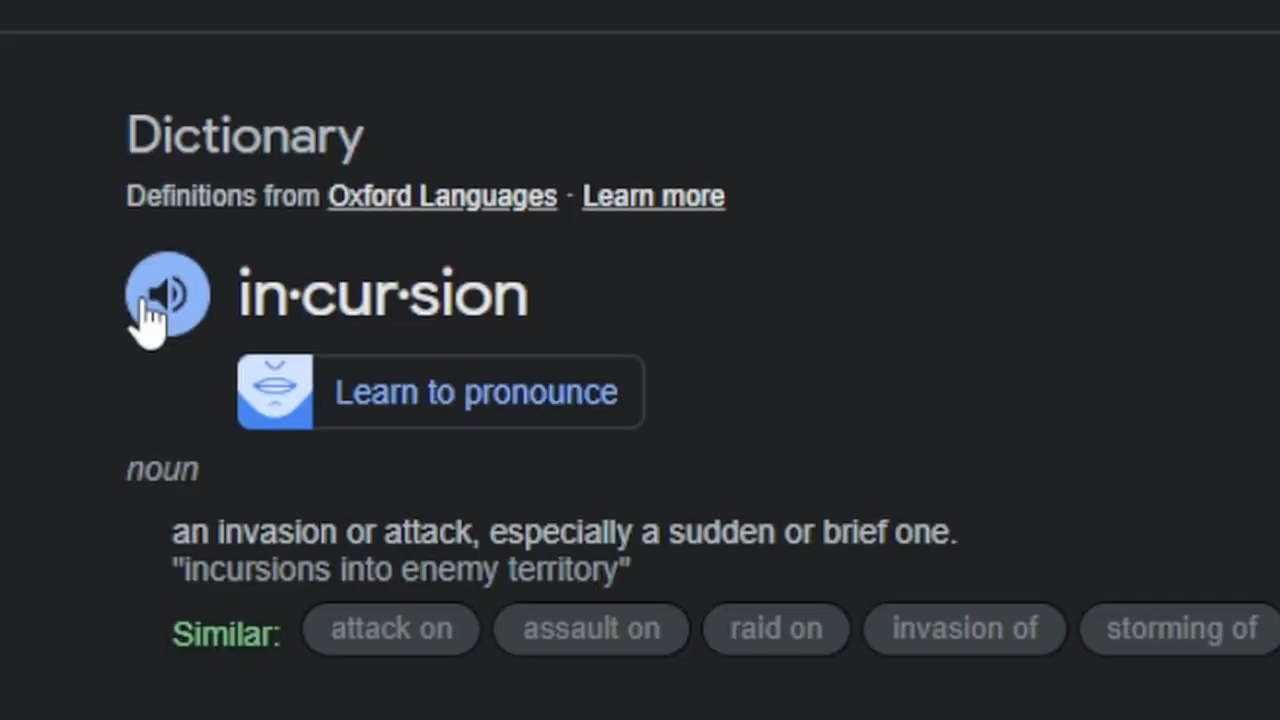 Dictionary
Definitions from Oxford Languages · Learn more
in·cur·sion
Learn to pronounce
noun
an invasion or attack, especially a sudden or brief one.
"incursions into enemy territory"
Similar: attack on assault on raid on invasion of storming of